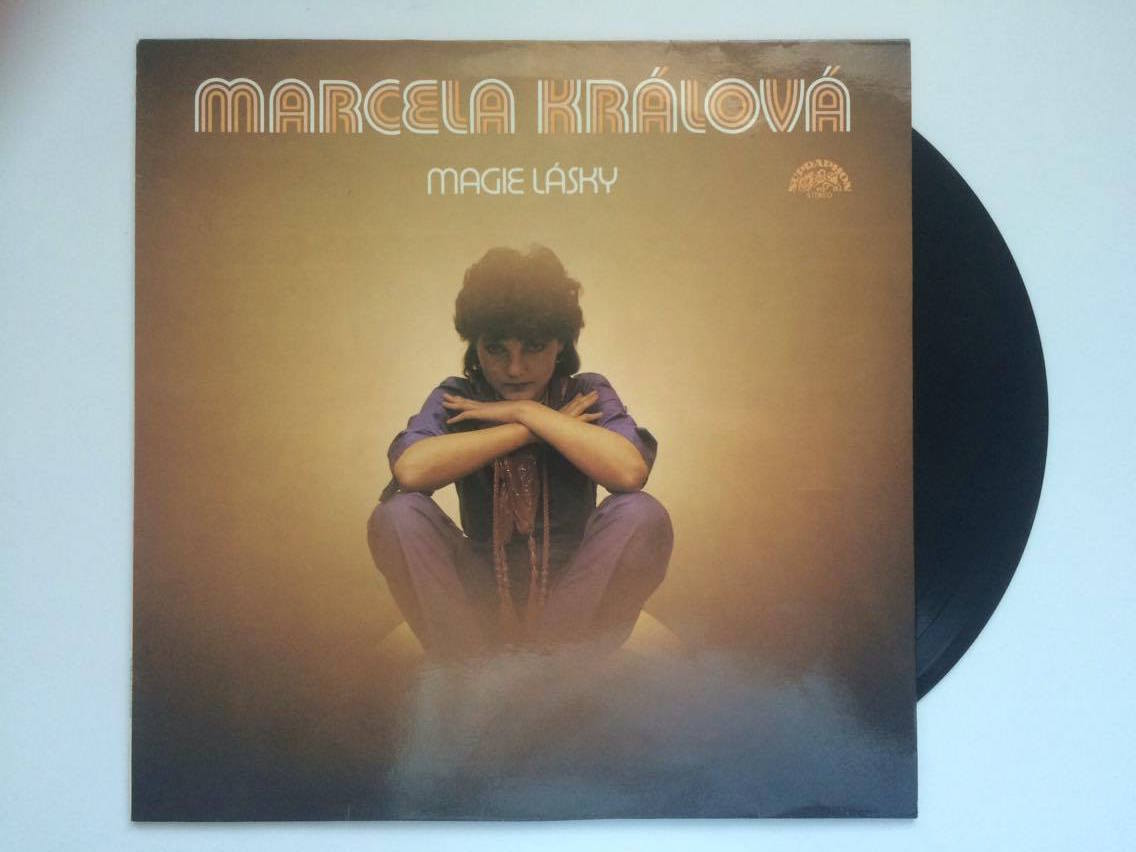 MARCELA KRÁLOVÁ
MAGIE LÁSKY
SUPRAPHON
STEREO